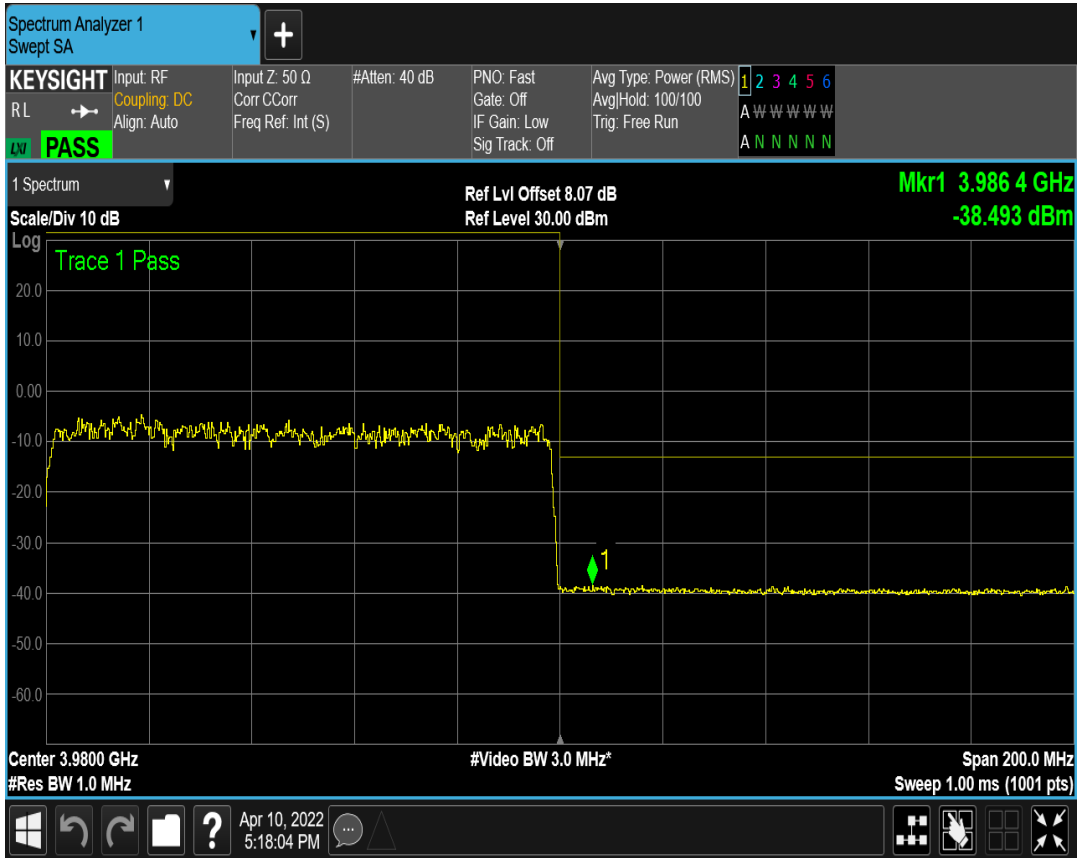 Spectrum Analyzer 1
Swept SA
+
KEYSIGHT
R L
LXI
PASS
Input: RF
Coupling: DC
Align: Auto
Input Z: 50 Ω
Corr CCorr
Freq Ref: Int (S)
#Atten: 40 dB
PNO: Fast
Gate: Off
IF Gain: Low
Sig Track: Off
Avg Type: Power (RMS)
Avg|Hold: 100/100
Trig: Free Run
1 2 3 4 5 6
A W W W W W
A N N N N N
1 Spectrum
Scale/Div 10 dB
Ref Lvl Offset 8.07 dB
Ref Level 30.00 dBm
Mkr1 3.986 4 GHz
-38.493 dBm
Log
Trace 1 Pass
20.0
10.0
0.00
-10.0
-20.0
-30.0
1
-40.0
-50.0
-60.0
Center 3.9800 GHz
#Video BW 3.0 MHz*
Span 200.0 MHz
#Res BW 1.0 MHz
Sweep 1.00 ms (1001 pts)
?
Apr 10, 2022
5:18:04 PM